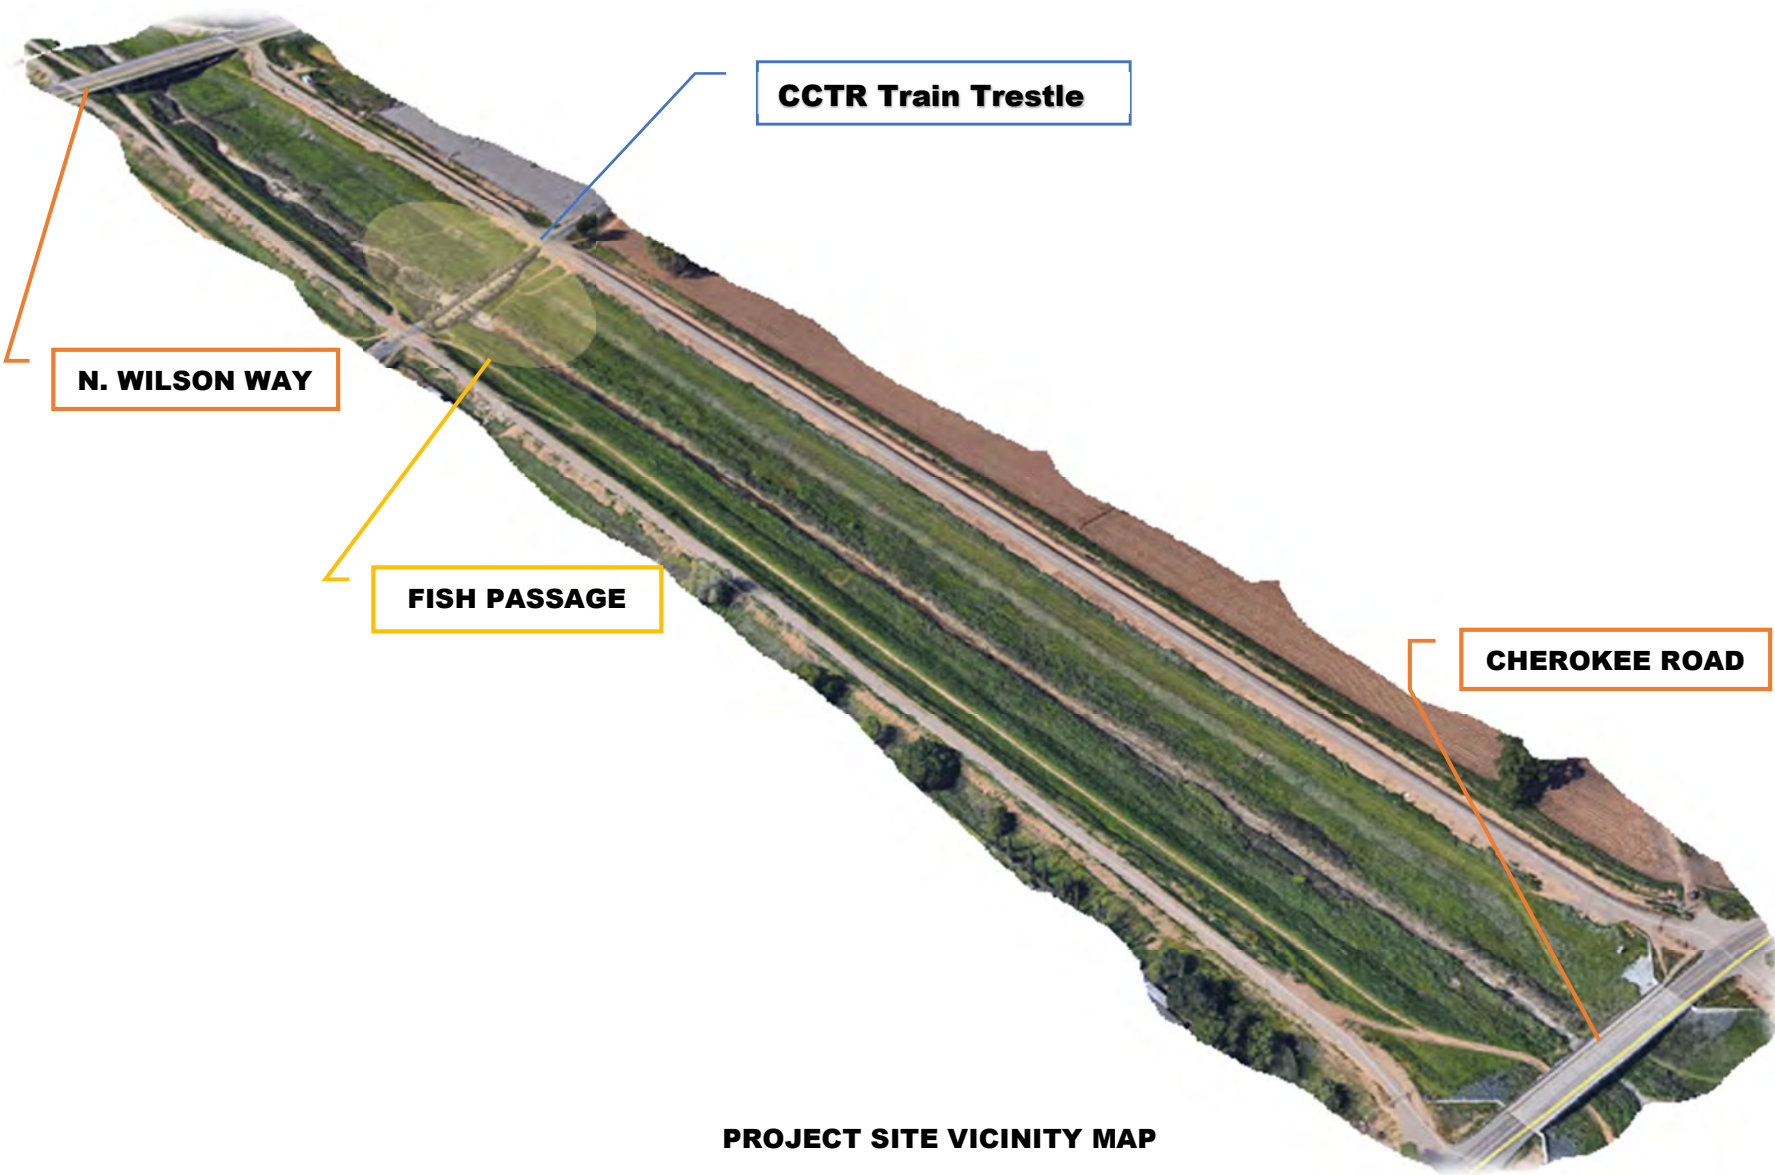 CCTR Train Trestle
N. WILSON WAY
FISH PASSAGE
CHEROKEE ROAD
PROJECT SITE VICINITY MAP